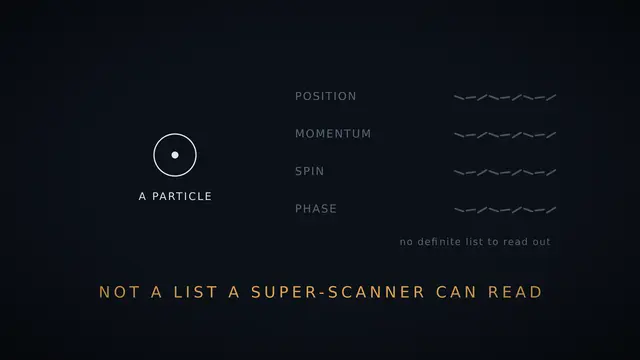 POSITION
MOMENTUM
A PARTICLE
SPIN
PHASE
no definite list to read out
NOT A LIST A SUPER-SCANNER CAN READ